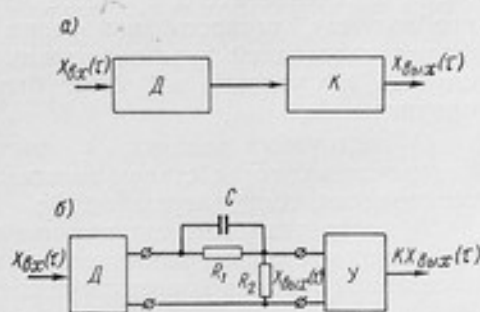 а)
Xвх(τ)
Д
К
Xвых(τ)
б)
C
Xвх(τ)
Д
R₁
R₂
Xвых(τ)
У
KXвых(τ)